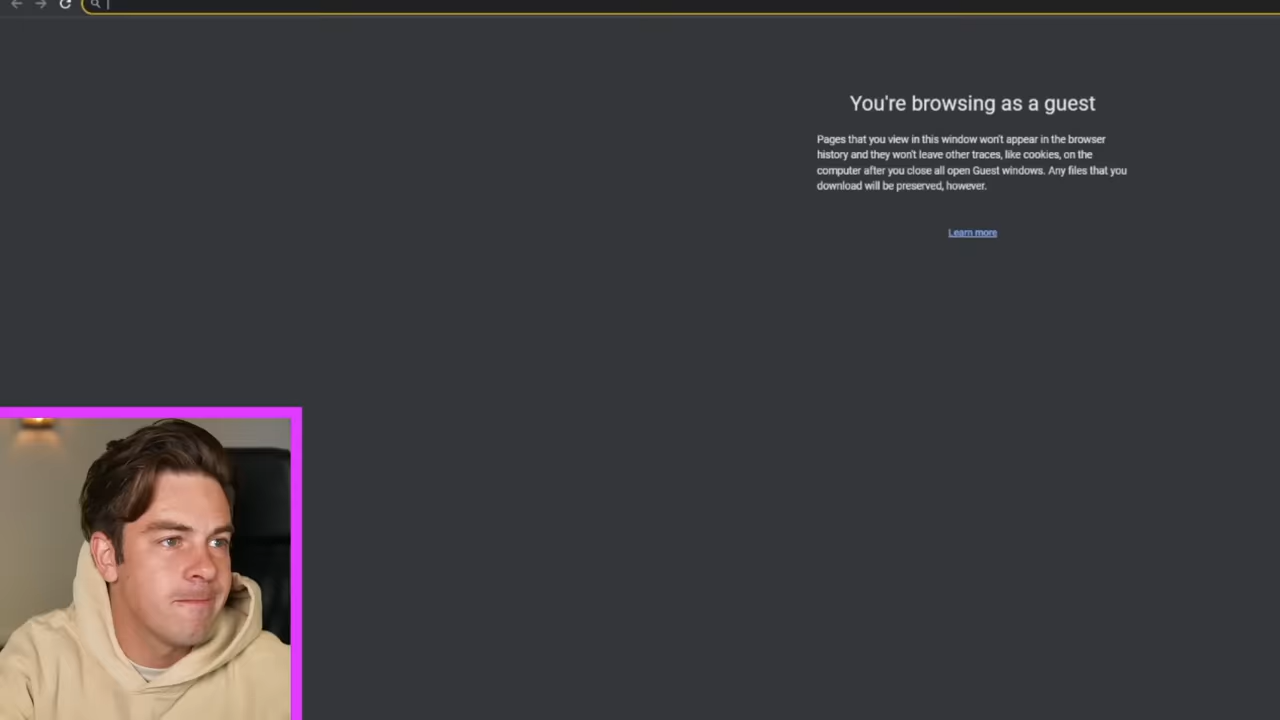 You're browsing as a guest
Pages that you view in this window won't appear in the browser
history and they won't leave other traces, like cookies, on the
computer after you close all open Guest windows. Any files that you
download will be preserved, however.
Learn more